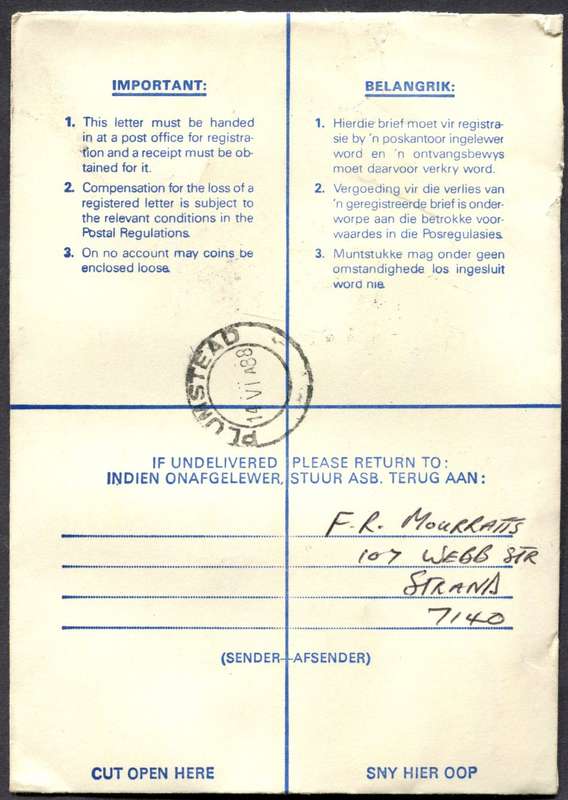 IMPORTANT:
1. This letter must be handed
in at a post office for registra-
tion and a receipt must be ob-
tained for it.
2. Compensation for the loss of a
registered letter is subject to
the relevant conditions in the
Postal Regulations.
3. On no account may coins be
enclosed loose.
BELANGRIK:
1. Hierdie brief moet vir registra-
sie by 'n poskantoor ingelewer
word en 'n ontvangsbewys
moet daarvoor verkry word.
2. Vergoeding vir die verlies van
'n geregistreerde brief is onder-
worpe aan die betrokke voor-
waardes in die Posregulasies.
3. Muntstukke mag onder geen
omstandighede los ingesluit
word nie.
PLUMSTEAD
14 VI A88
IF UNDELIVERED PLEASE RETURN TO:
INDIEN ONAFGELEWER, STUUR ASB. TERUG AAN:
F.R. MOURRATTS
107 WEBB STR
STRAND
7140
(SENDER-AFSENDER)
CUT OPEN HERE
SNY HIER OOP